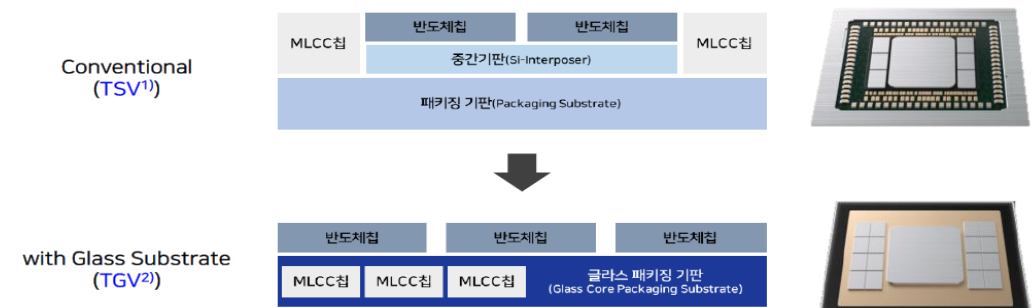 Conventional
(TSV1))
MLCC칩
반도체칩
반도체칩
MLCC칩
중간기판(Si-Interposer)
패키징 기판(Packaging Substrate)
with Glass Substrate
(TGV2))
반도체칩
반도체칩
반도체칩
MLCC칩
MLCC칩
MLCC칩
글라스 패키징 기판
(Glass Core Packaging Substrate)